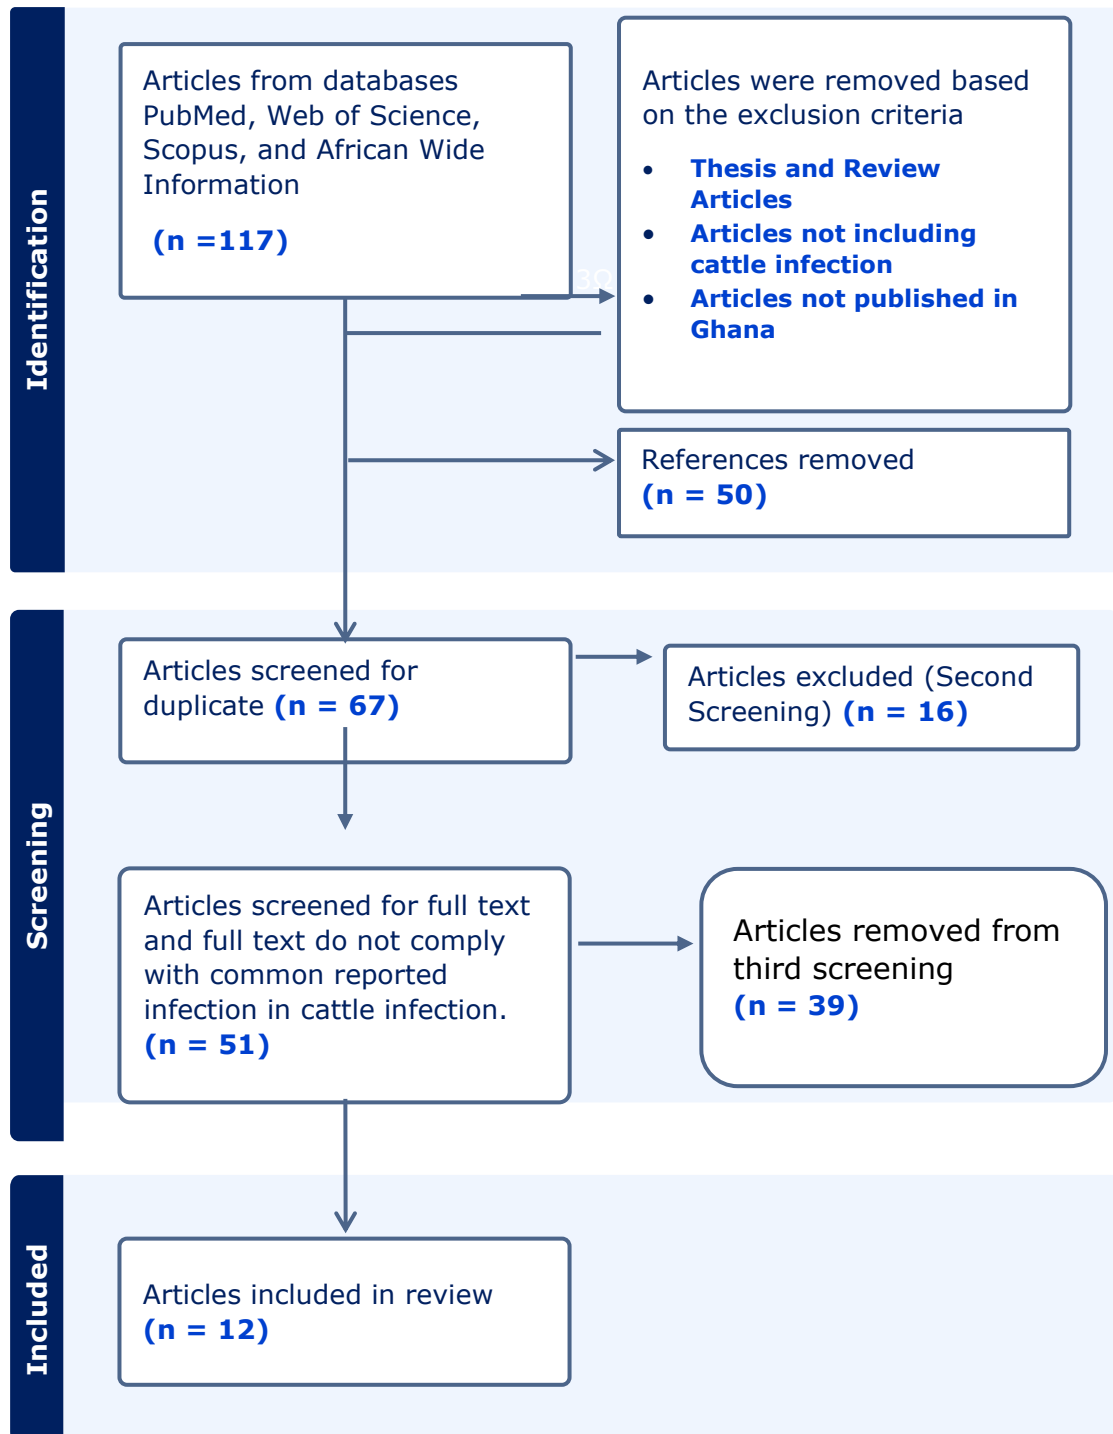 Identification
Articles from databases
PubMed, Web of Science,
Scopus, and African Wide
Information
(n =117)
Articles were removed based
on the exclusion criteria
• Thesis and Review
Articles
• Articles not including
cattle infection
• Articles not published in
Ghana
3Ω
References removed
(n = 50)
Screening
Articles screened for
duplicate (n = 67)
Articles excluded (Second
Screening) (n = 16)
Articles screened for full text
and full text do not comply
with common reported
infection in cattle infection.
(n = 51)
Articles removed from
third screening
(n = 39)
Included
Articles included in review
(n = 12)